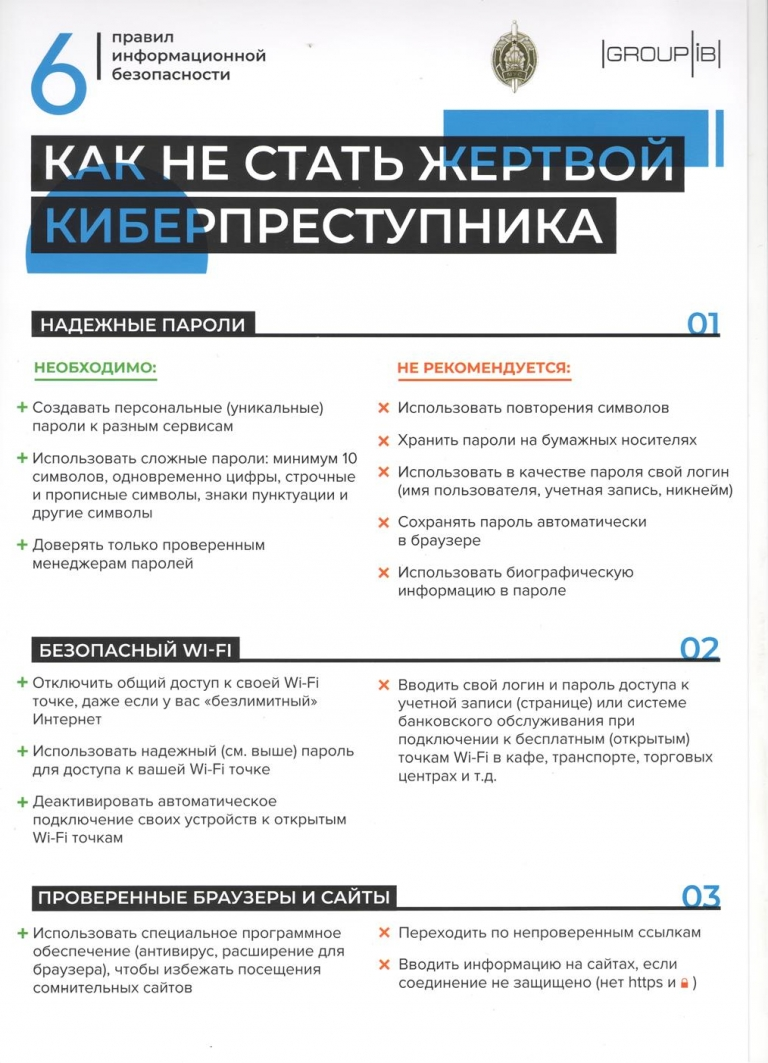 6
правил
информационной
безопасности
GROUP|iB
КАК НЕ СТАТЬ ЖЕРТВОЙ
КИБЕРПРЕСТУПНИКА
НАДЕЖНЫЕ ПАРОЛИ
01
НЕОБХОДИМО:
+ Создавать персональные (уникальные)
пароли к разным сервисам
+ Использовать сложные пароли: минимум 10
символов, одновременно цифры, строчные
и прописные символы, знаки пунктуации и
другие символы
+ Доверять только проверенным
менеджерам паролей
НЕ РЕКОМЕНДУЕТСЯ:
× Использовать повторения символов
× Хранить пароли на бумажных носителях
× Использовать в качестве пароля свой логин
(имя пользователя, учетная запись, никнейм)
× Сохранять пароль автоматически
в браузере
× Использовать биографическую
информацию в пароле
БЕЗОПАСНЫЙ WI-FI
02
+ Отключить общий доступ к своей Wi-Fi
точке, даже если у вас «безлимитный»
Интернет
+ Использовать надежный (см. выше) пароль
для доступа к вашей Wi-Fi точке
+ Деактивировать автоматическое
подключение своих устройств к открытым
Wi-Fi точкам
× Вводить свой логин и пароль доступа к
учетной записи (странице) или системе
банковского обслуживания при
подключении к бесплатным (открытым)
точкам Wi-Fi в кафе, транспорте, торговых
центрах и т.д.
ПРОВЕРЕННЫЕ БРАУЗЕРЫ И САЙТЫ
03
+ Использовать специальное программное
обеспечение (антивирус, расширение для
браузера), чтобы избежать посещения
сомнительных сайтов
× Переходить по непроверенным ссылкам
× Вводить информацию на сайтах, если
соединение не защищено (нет https и 🔒 )